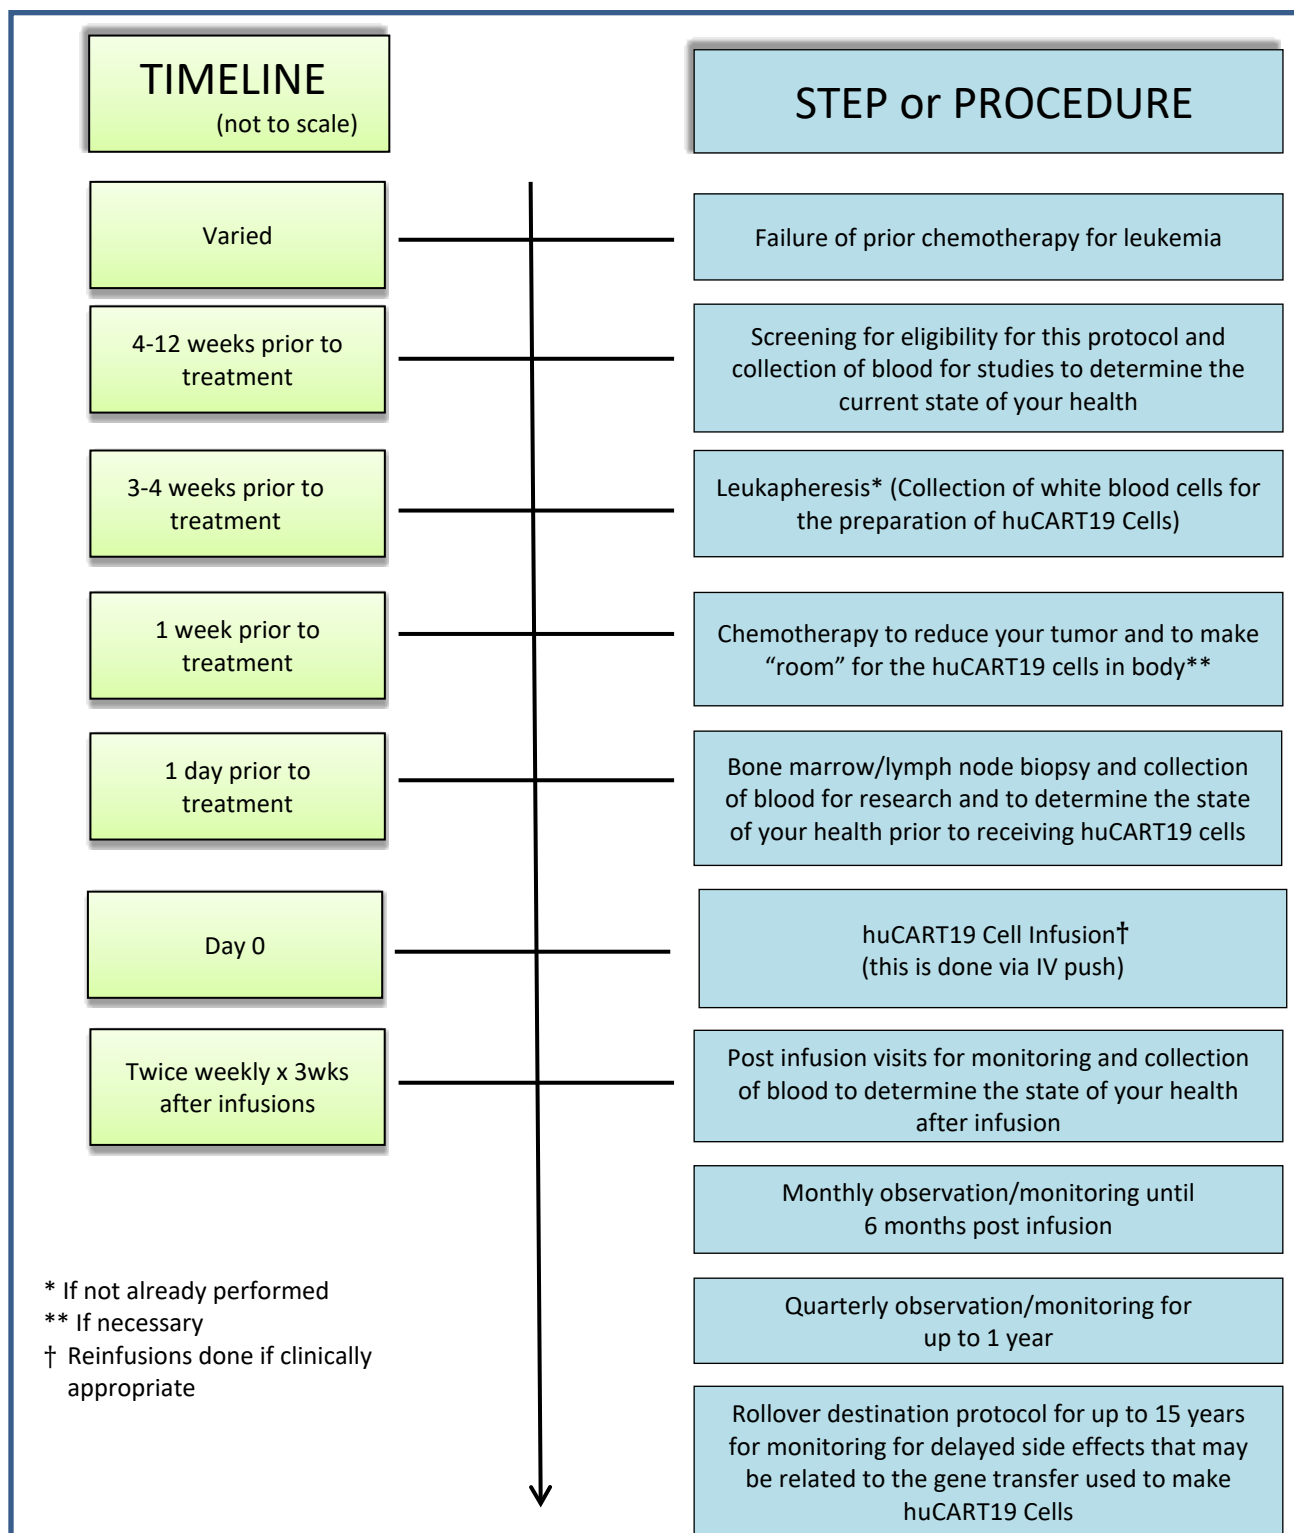 TIMELINE
(not to scale)
STEP or PROCEDURE
Varied
Failure of prior chemotherapy for leukemia
4-12 weeks prior to
treatment
Screening for eligibility for this protocol and
collection of blood for studies to determine the
current state of your health
3-4 weeks prior to
treatment
Leukapheresis* (Collection of white blood cells for
the preparation of huCART19 Cells)
1 week prior to
treatment
Chemotherapy to reduce your tumor and to make
“room” for the huCART19 cells in body**
1 day prior to
treatment
Bone marrow/lymph node biopsy and collection
of blood for research and to determine the state
of your health prior to receiving huCART19 cells
Day 0
huCART19 Cell Infusion†
(this is done via IV push)
Twice weekly x 3wks
after infusions
Post infusion visits for monitoring and collection
of blood to determine the state of your health
after infusion
Monthly observation/monitoring until
6 months post infusion
Quarterly observation/monitoring for
up to 1 year
Rollover destination protocol for up to 15 years
for monitoring for delayed side effects that may
be related to the gene transfer used to make
huCART19 Cells
* If not already performed
** If necessary
† Reinfusions done if clinically
appropriate